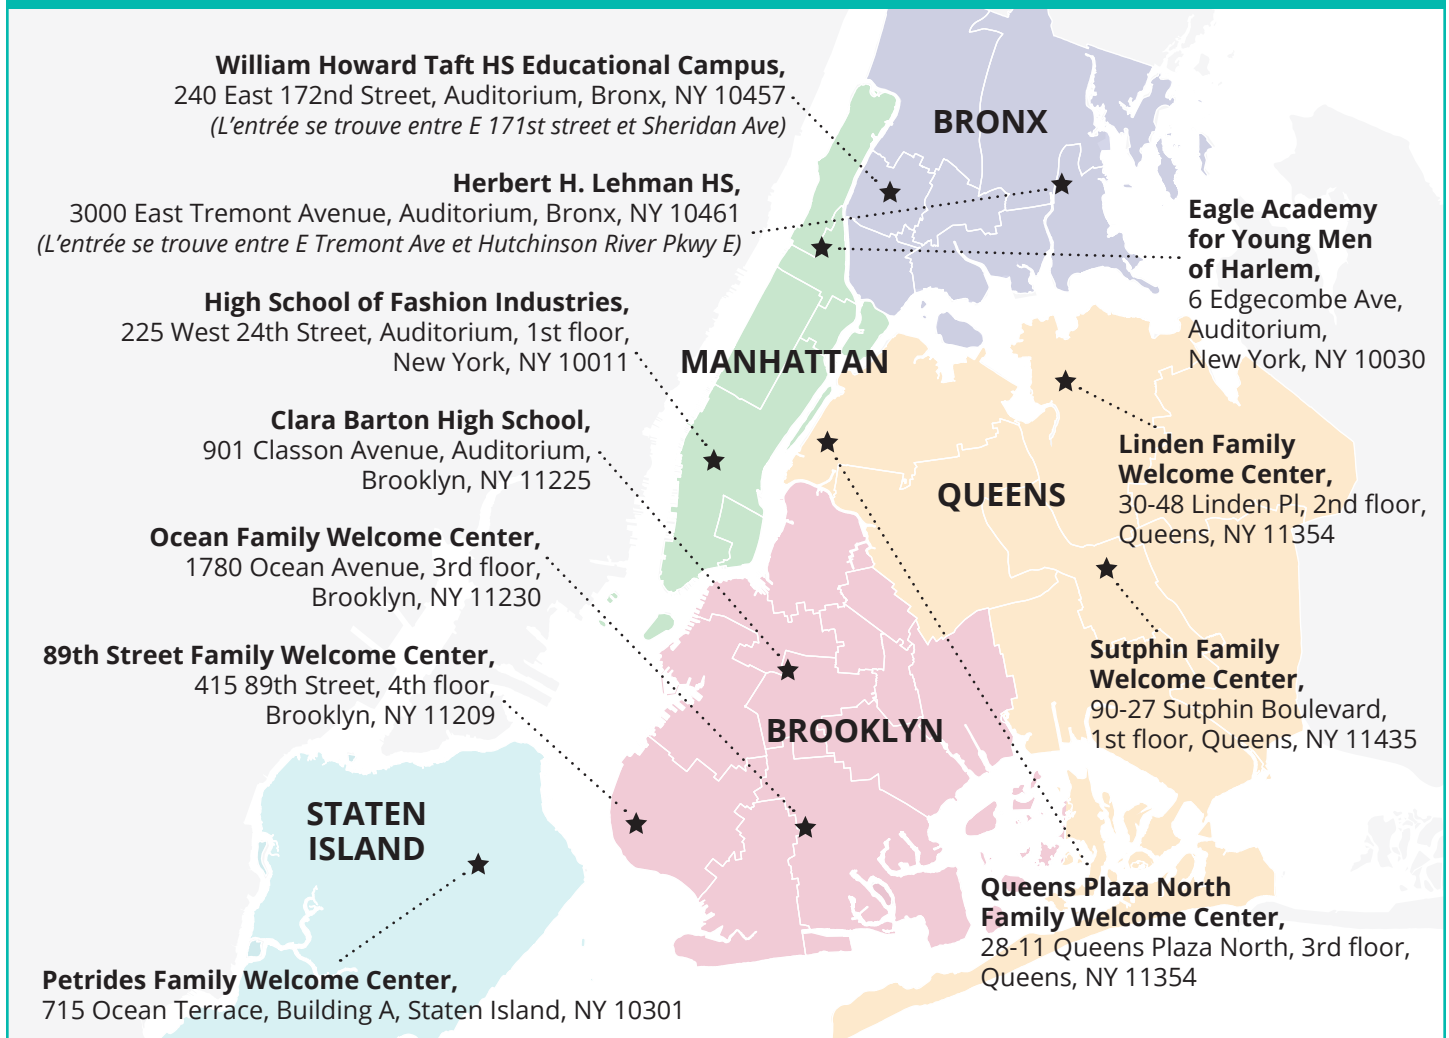 William Howard Taft HS Educational Campus,
240 East 172nd Street, Auditorium, Bronx, NY 10457
(L'entrée se trouve entre E 171st street et Sheridan Ave)
BRONX
Herbert H. Lehman HS,
3000 East Tremont Avenue, Auditorium, Bronx, NY 10461
(L'entrée se trouve entre E Tremont Ave et Hutchinson River Pkwy E)
Eagle Academy
for Young Men
of Harlem,
6 Edgecombe Ave,
Auditorium,
New York, NY 10030
High School of Fashion Industries,
225 West 24th Street, Auditorium, 1st floor,
New York, NY 10011
MANHATTAN
Clara Barton High School,
901 Classon Avenue, Auditorium,
Brooklyn, NY 11225
Linden Family
Welcome Center,
30-48 Linden Pl, 2nd floor,
Queens, NY 11354
QUEENS
Ocean Family Welcome Center,
1780 Ocean Avenue, 3rd floor,
Brooklyn, NY 11230
89th Street Family Welcome Center,
415 89th Street, 4th floor,
Brooklyn, NY 11209
Sutphin Family
Welcome Center,
90-27 Sutphin Boulevard,
1st floor, Queens, NY 11435
BROOKLYN
STATEN
ISLAND
Queens Plaza North
Family Welcome Center,
28-11 Queens Plaza North, 3rd floor,
Queens, NY 11354
Petrides Family Welcome Center,
715 Ocean Terrace, Building A, Staten Island, NY 10301